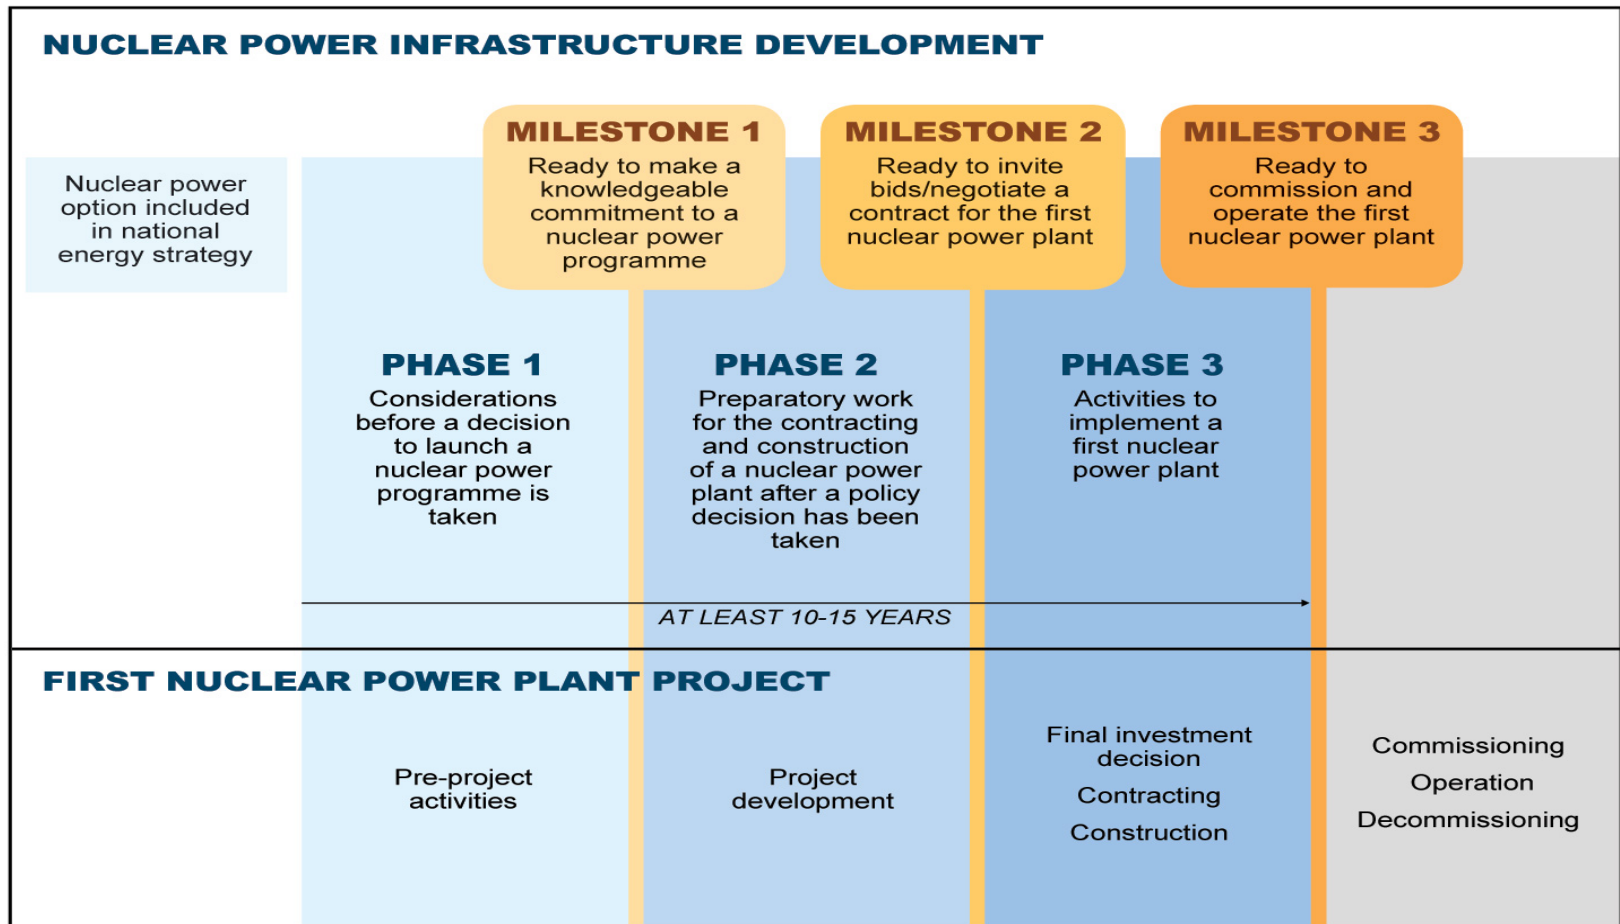 NUCLEAR POWER INFRASTRUCTURE DEVELOPMENT
Nuclear power
option included
in national
energy strategy
MILESTONE 1
Ready to make a
knowledgeable
commitment to a
nuclear power
programme
MILESTONE 2
Ready to invite
bids/negotiate a
contract for the first
nuclear power plant
MILESTONE 3
Ready to
commission and
operate the first
nuclear power plant
PHASE 1
Considerations
before a decision
to launch a
nuclear power
programme is
taken
PHASE 2
Preparatory work
for the contracting
and construction
of a nuclear power
plant after a policy
decision has been
taken
PHASE 3
Activities to
implement a
first nuclear
power plant
AT LEAST 10-15 YEARS
FIRST NUCLEAR POWER PLANT PROJECT
Pre-project
activities
Project
development
Final investment
decision
Contracting
Construction
Commissioning
Operation
Decommissioning